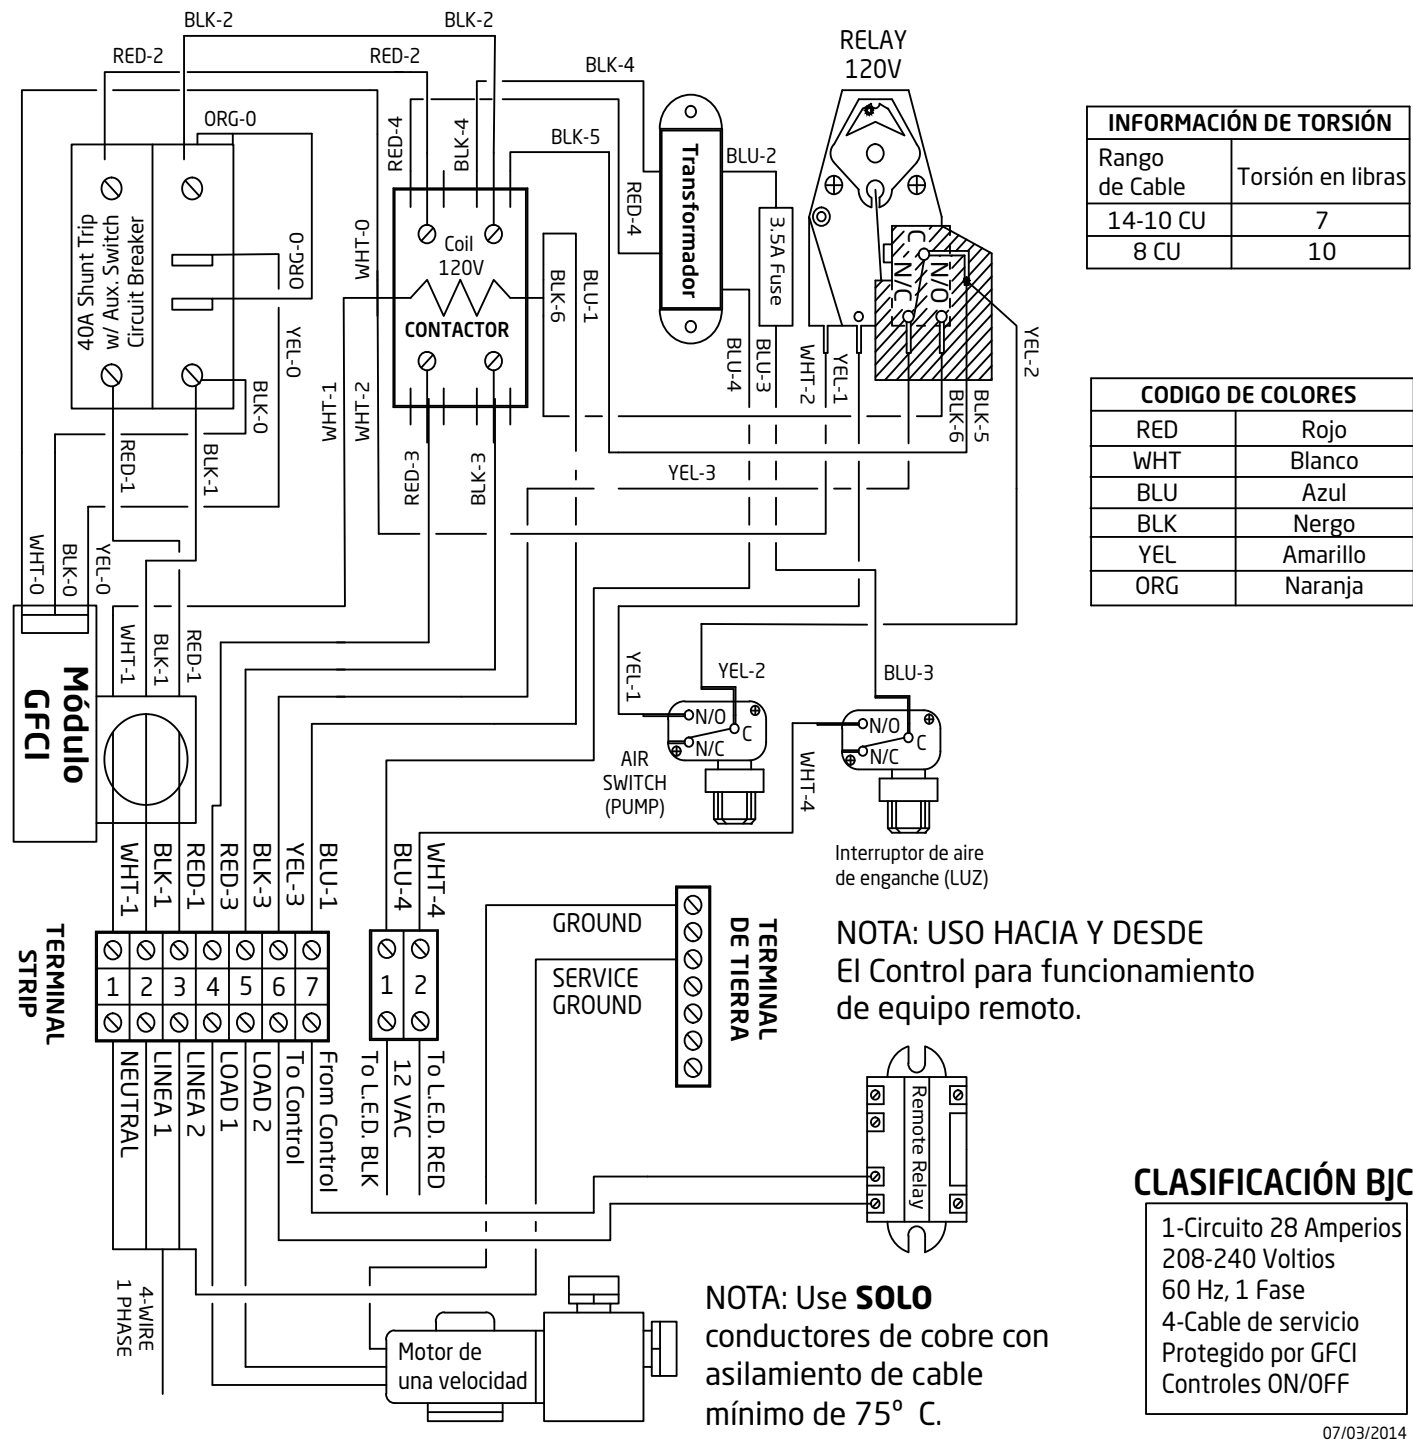 BLK-2
BLK-2
RED-2
RED-2
BLK-4
RELAY
120V
ORG-0
RED-4
BLK-4
BLK-5
RED-4
Transformador
BLU-2
40A Shunt Trip
w/ Aux. Switch
Circuit Breaker
ORG-0
YEL-0
WHT-0
Coil
120V
CONTACTOR
BLK-6
BLU-1
3.5A Fuse
C
N/C
N/O
BLU-4
BLU-3
WHT-2
YEL-1
YEL-2
BLK-6
BLK-5
INFORMACIÓN DE TORSIÓN
Rango
de Cable
Torsión en libras
14-10 CU 7
8 CU 10
CODIGO DE COLORES
RED Rojo
WHT Blanco
BLU Azul
BLK Nergo
YEL Amarillo
ORG Naranja
BLK-0
WHT-1
WHT-2
RED-1
BLK-1
RED-3
BLK-3
YEL-3
WHT-0
BLK-0
YEL-0
Módulo
GFCI
WHT-1
BLK-1
RED-1
YEL-1
YEL-2
BLU-3
N/O
N/C
C
N/O
N/C
C
AIR
SWITCH
(PUMP)
WHT-4
Interruptor de aire
de enganche (LUZ)
WHT-1
BLK-1
RED-1
RED-3
BLK-3
YEL-3
BLU-1
BLU-4
WHT-4
TERMINAL
STRIP
1 2 3 4 5 6 7
1 2
NEUTRAL
LINEA 1
LINEA 2
LOAD 1
LOAD 2
To Control
From Control
To L.E.D. BLK
12 VAC
To L.E.D. RED
GROUND
SERVICE
GROUND
TERMINAL
DE TIERRA
NOTA: USO HACIA Y DESDE
El Control para funcionamiento
de equipo remoto.
Remote Relay
4-WIRE
1 PHASE
Motor de
una velocidad
NOTA: Use SOLO
conductores de cobre con
asilamiento de cable
mínimo de 75º C.
CLASIFICACIÓN BJC
1-Circuito 28 Amperios
208-240 Voltios
60 Hz, 1 Fase
4-Cable de servicio
Protegido por GFCI
Controles ON/OFF
07/03/2014